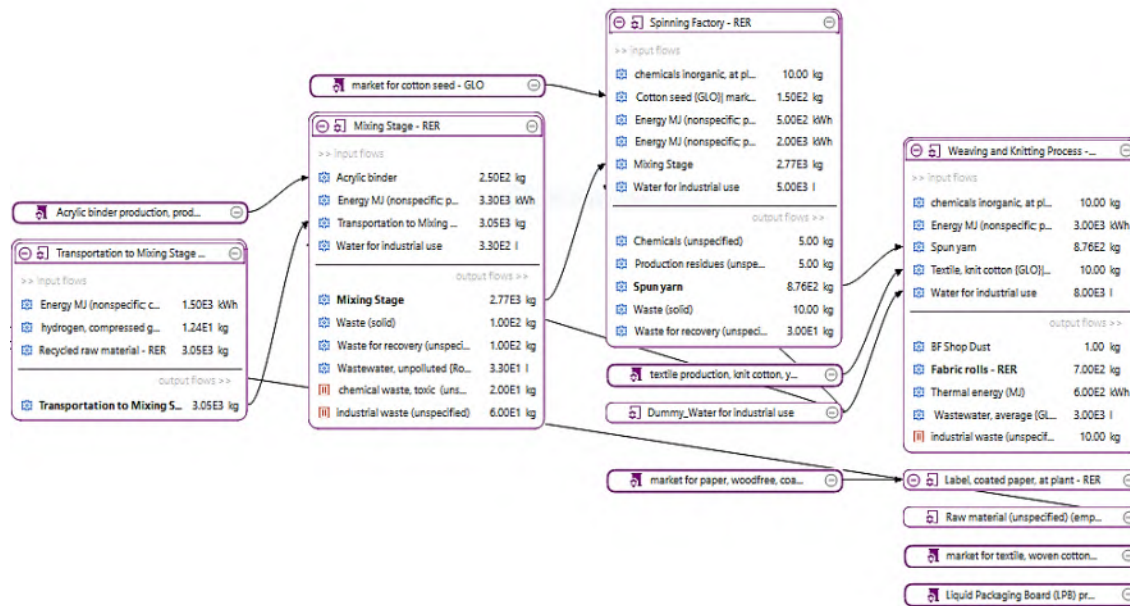 Spinning Factory - RER
>> input flows
chemicals inorganic, at pl... 10.00 kg
Cotton seed {GLO}| mark... 1.50E2 kg
Energy MJ (nonspecific; p... 5.00E2 kWh
Energy MJ (nonspecific; p... 2.00E3 kWh
Mixing Stage 2.77E3 kg
Water for industrial use 5.00E3 l
output flows >>
Chemicals (unspecified) 5.00 kg
Production residues (unspe... 5.00 kg
Spun yarn 8.76E2 kg
Waste (solid) 10.00 kg
Waste for recovery (unspeci... 3.00E1 kg
market for cotton seed - GLO
Mixing Stage - RER
>> input flows
Acrylic binder 2.50E2 kg
Energy MJ (nonspecific; p... 3.30E3 kWh
Transportation to Mixing ... 3.05E3 kg
Water for industrial use 3.30E2 l
output flows >>
Mixing Stage 2.77E3 kg
Waste (solid) 1.00E2 kg
Waste for recovery (unspeci... 1.00E2 kg
Wastewater, unpolluted {Ro... 3.30E1 l
chemical waste, toxic (uns... 2.00E1 kg
industrial waste (unspecified) 6.00E1 kg
Acrylic binder production, prod...
Transportation to Mixing Stage ...
>> input flows
Energy MJ (nonspecific; c... 1.50E3 kWh
hydrogen, compressed g... 1.24E1 kg
Recycled raw material - RER 3.05E3 kg
output flows >>
Transportation to Mixing S... 3.05E3 kg
Weaving and Knitting Process -...
>> input flows
chemicals inorganic, at pl... 10.00 kg
Energy MJ (nonspecific; p... 3.00E3 kWh
Spun yarn 8.76E2 kg
Textile, knit cotton {GLO}|... 10.00 kg
Water for industrial use 8.00E3 l
output flows >>
BF Shop Dust 1.00 kg
Fabric rolls - RER 7.00E2 kg
Thermal energy (MJ) 6.00E2 kWh
Wastewater, average {GL... 3.00E3 l
industrial waste (unspecif... 10.00 kg
textile production, knit cotton, y...
Dummy_Water for industrial use
market for paper, woodfree, coa...
Label, coated paper, at plant - RER
Raw material (unspecified) (emp...
market for textile, woven cotton...
Liquid Packaging Board (LPB) pr...